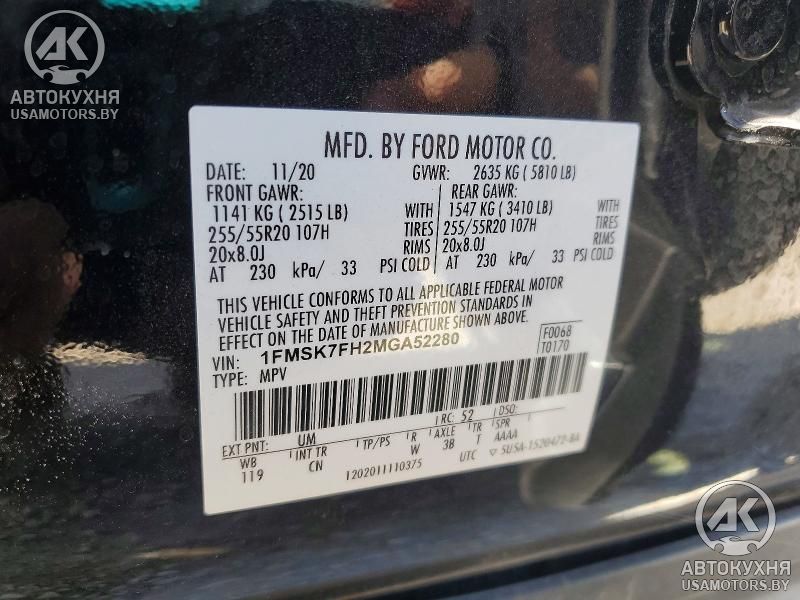 AK
АВТОКУХНЯ
USAMOTORS.BY
MFD. BY FORD MOTOR CO.
DATE: 11/20 GVWR: 2635 KG ( 5810 LB)
FRONT GAWR: REAR GAWR:
1141 KG ( 2515 LB) WITH 1547 KG ( 3410 LB) WITH
255/55R20 107H TIRES 255/55R20 107H TIRES
20x8.0J RIMS 20x8.0J RIMS
AT 230 kPa/ 33 PSI COLD AT 230 kPa/ 33 PSI COLD
THIS VEHICLE CONFORMS TO ALL APPLICABLE FEDERAL MOTOR
VEHICLE SAFETY AND THEFT PREVENTION STANDARDS IN
EFFECT ON THE DATE OF MANUFACTURE SHOWN ABOVE.
VIN: 1FMSK7FH2MGA52280 F0068
TYPE: MPV T0170
EXT PNT: UM RC: 52 DSO:
WB INT TR TP/PS R AXLE TR SPR
119 CN W 3B T AAAA
1202011110375 UTC ▽ 5USA-1520472-BA
AK
АВТОКУХНЯ
USAMOTORS.BY